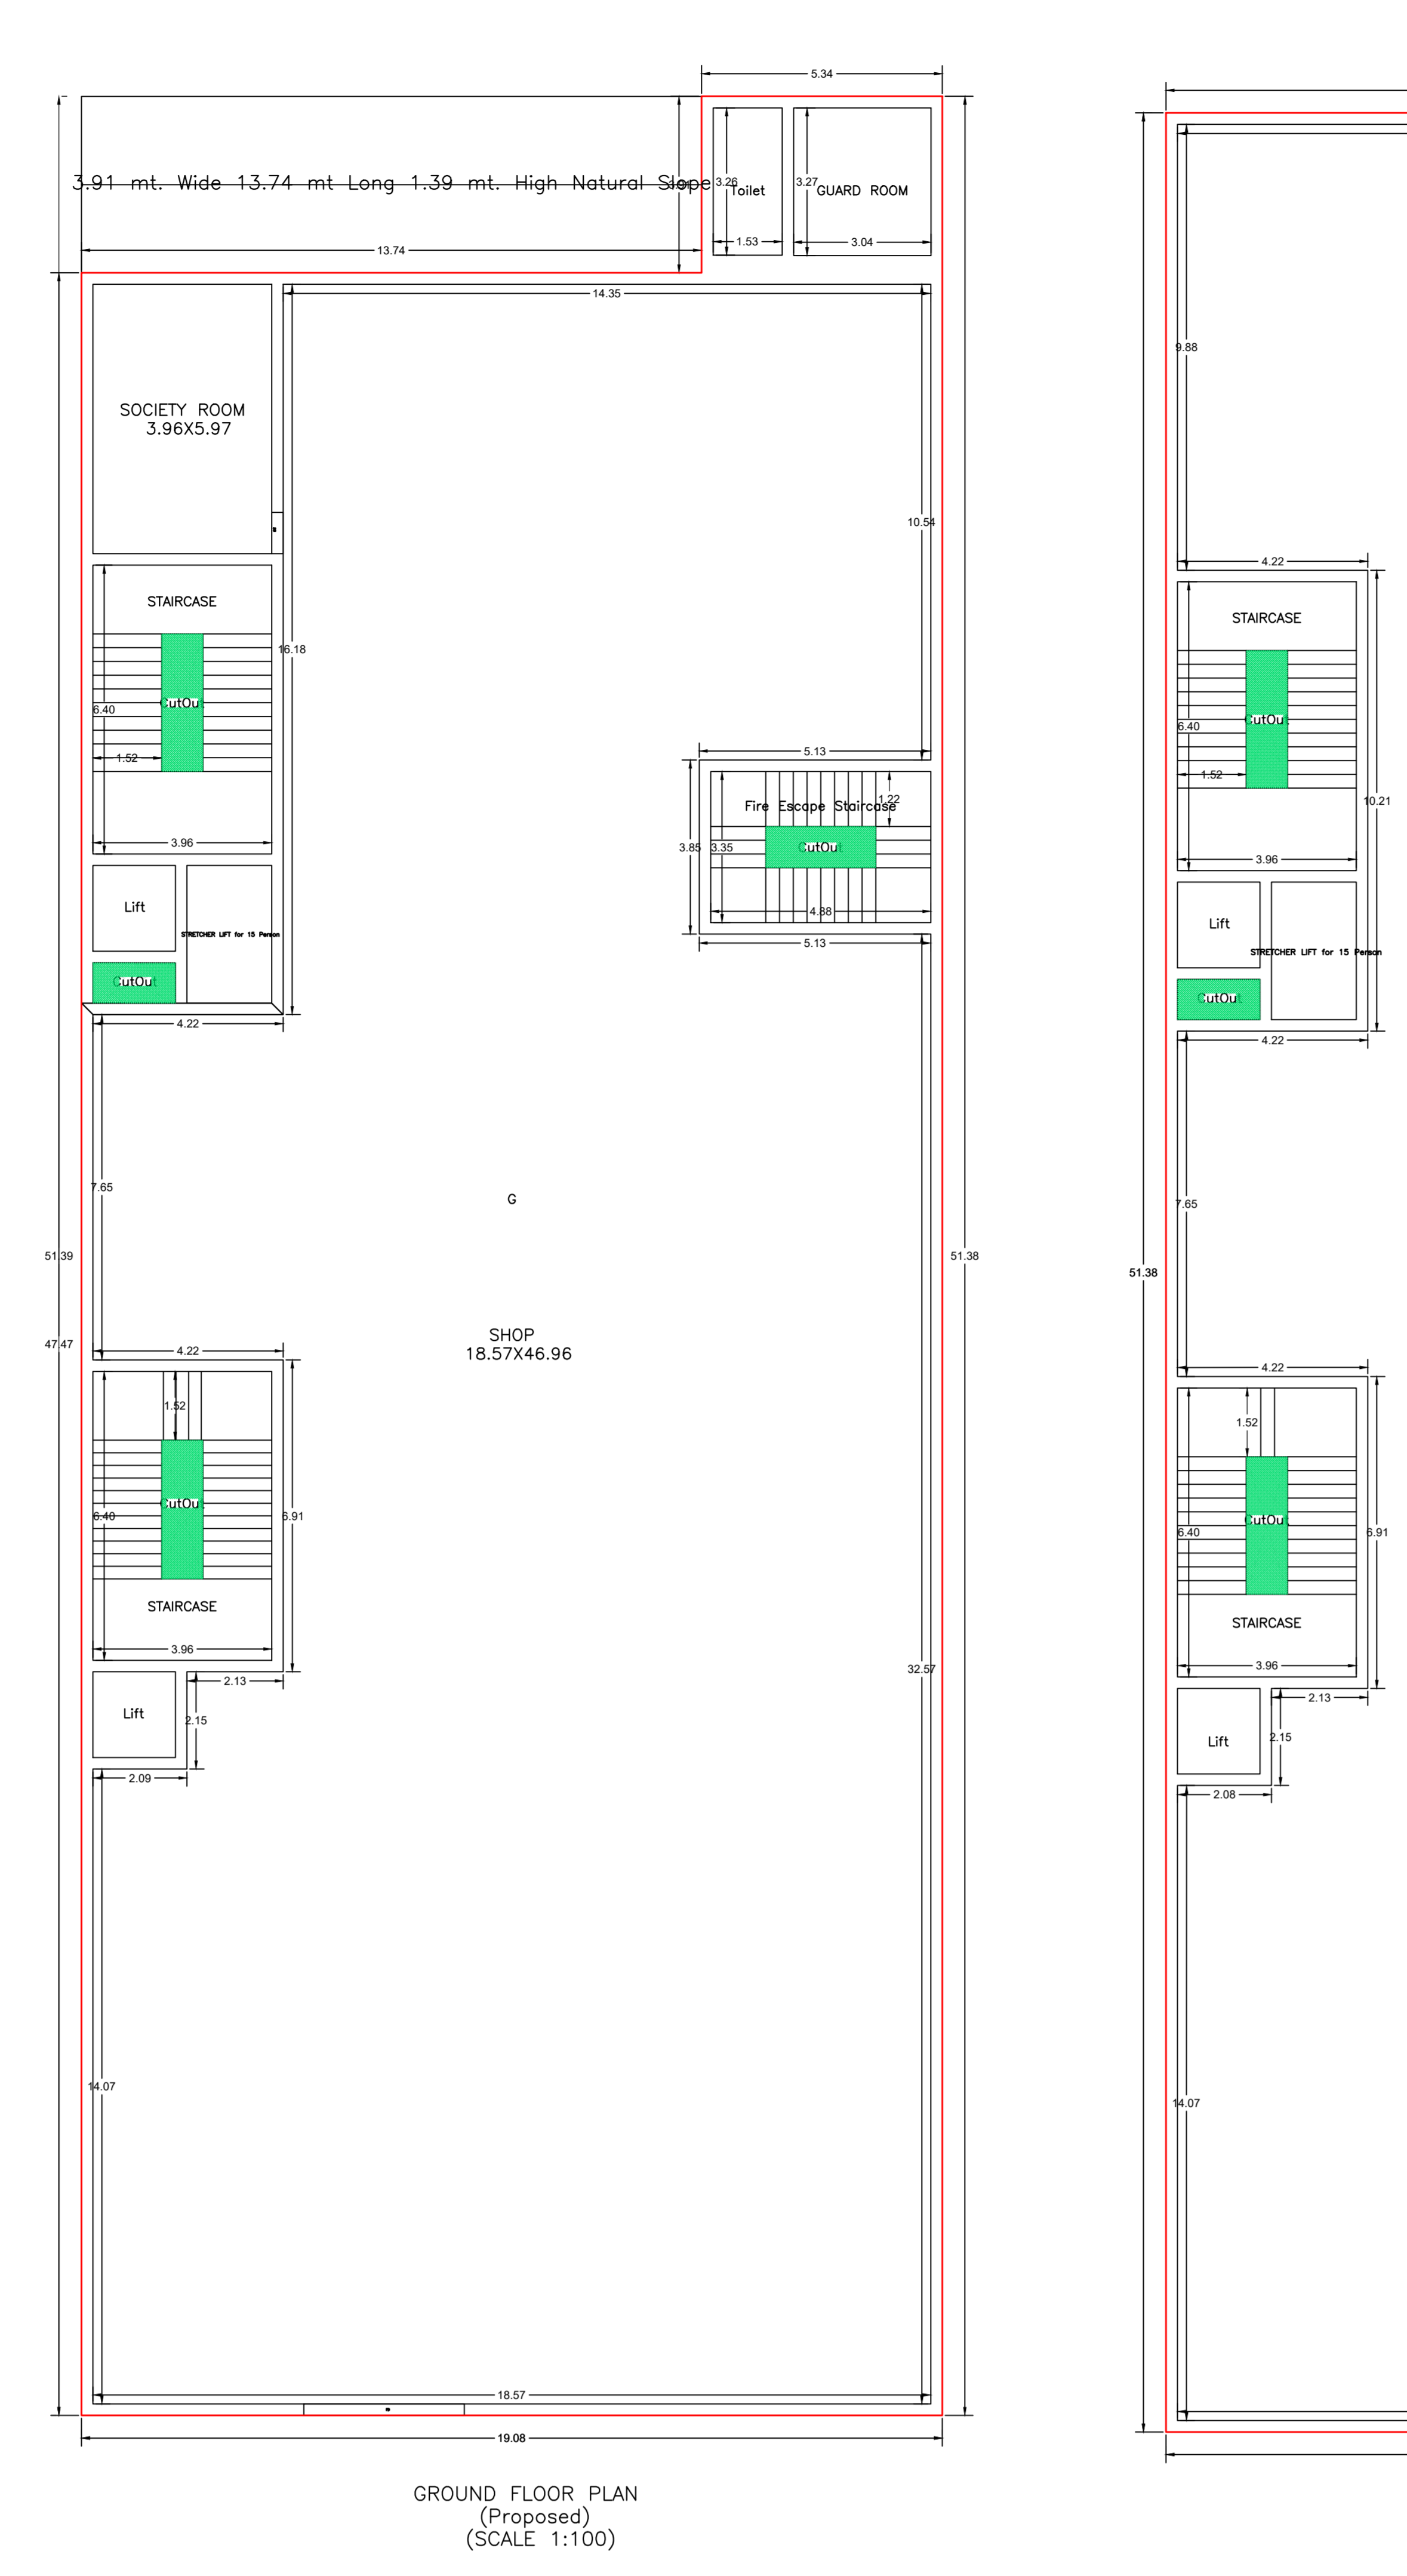 5.34
3.91 mt. Wide 13.74 mt Long 1.39 mt. High Natural Slope
3.26
Toilet
3.27
GUARD ROOM
1.53
3.04
13.74
14.35
SOCIETY ROOM
3.96X5.97
10.54
STAIRCASE
16.18
CutOut
6.40
1.52
5.13
1.22
Fire Escape Staircase
3.96
3.85
3.35
CutOut
Lift
4.88
STRETCHER LIFT for 15 Person
5.13
CutOut
4.22
7.65
G
51.39
51.38
47.47
SHOP
18.57X46.96
4.22
1.52
CutOut
6.40
6.91
STAIRCASE
3.96
32.57
2.13
Lift
2.15
2.09
14.07
18.57
19.08
GROUND FLOOR PLAN
(Proposed)
(SCALE 1:100)
9.88
4.22
STAIRCASE
CutOut
6.40
1.52
10.21
3.96
Lift
STRETCHER LIFT for 15 Person
CutOut
4.22
7.65
51.38
4.22
1.52
CutOut
6.40
6.91
STAIRCASE
3.96
2.13
2.15
Lift
2.08
14.07